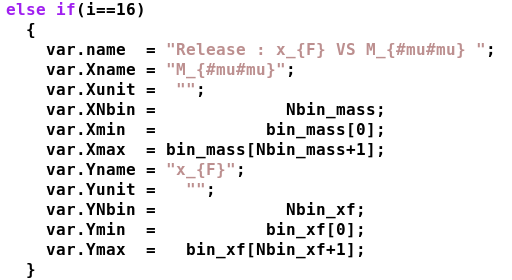 else if(i==16)
  {
    var.name  = "Release : x_{F} VS M_{#mu#mu} ";
    var.Xname = "M_{#mu#mu}";
    var.Xunit =  "";
    var.XNbin =             Nbin_mass;
    var.Xmin  =           bin_mass[0];
    var.Xmax  = bin_mass[Nbin_mass+1];
    var.Yname = "x_{F}";
    var.Yunit =   "";
    var.YNbin =             Nbin_xf;
    var.Ymin  =           bin_xf[0];
    var.Ymax  =   bin_xf[Nbin_xf+1];
  }